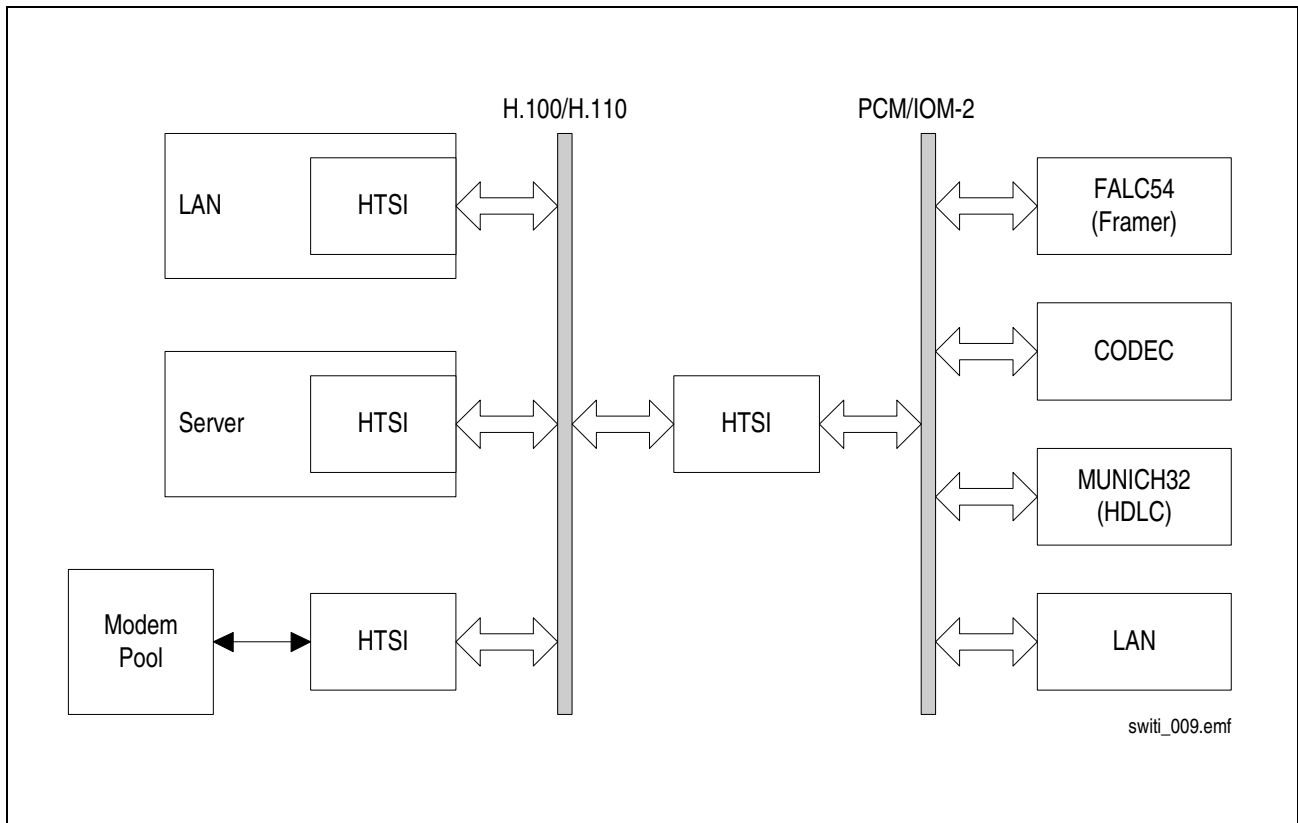 H.100/H.110
PCM/IOM-2
LAN
HTSI
FALC54
(Framer)
CODEC
Server
HTSI
HTSI
MUNICH32
(HDLC)
Modem
Pool
HTSI
LAN
switi_009.emf